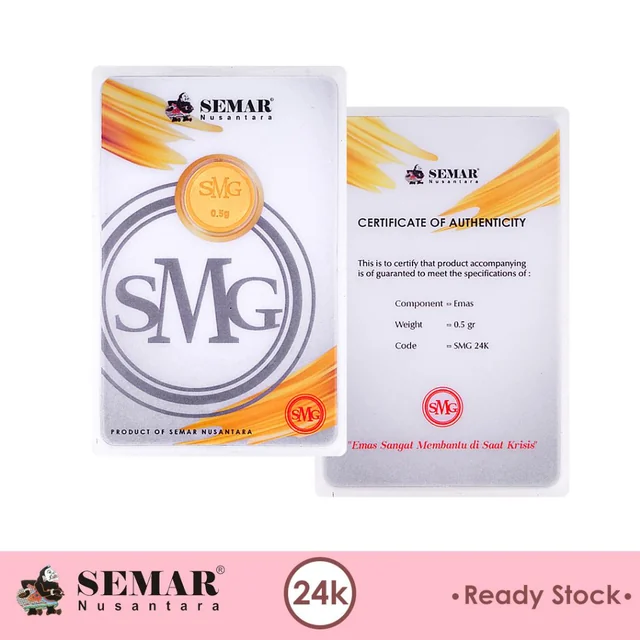 SEMAR®
Nusantara
SMG
0.5g
SMG
SMG
PRODUCT OF SEMAR NUSANTARA
SEMAR®
Nusantara
CERTIFICATE OF AUTHENTICITY
This is to certify that product accompanying
is of guaranted to meet the specifications of :
Component = Emas
Weight = 0.5 gr
Code = SMG 24K
SMG
"Emas Sangat Membantu di Saat Krisis"
SEMAR®
Nusantara
24k
•Ready Stock•